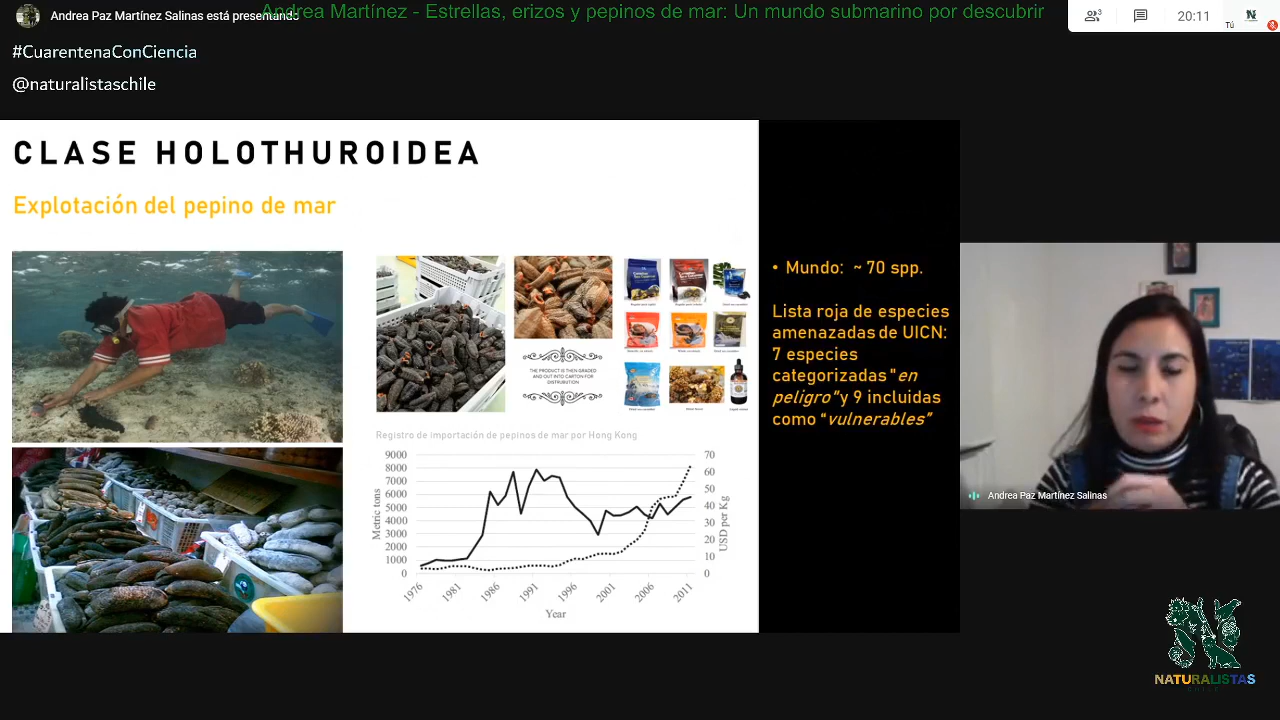 Andrea Paz Martínez Salinas está presentando
Andrea Martínez - Estrellas, erizos y pepinos de mar: Un mundo submarino por descubrir
3
20:11
Tú
#CuarentenaConCiencia
@naturalistaschile
CLASE HOLOTHUROIDEA
Explotación del pepino de mar
THE PRODUCT IS THEN GRADED
AND OUT INTO CARTON FOR
DISTRUBUTION
Registro de importación de pepinos de mar por Hong Kong
9000
8000
7000
6000
5000
4000
3000
2000
1000
0
Metric tons
70
60
50
40
30
20
10
0
USD per Kg
1976
1981
1986
1991
1996
2001
2006
2011
Year
• Mundo: ~ 70 spp.
Lista roja de especies
amenazadas de UICN:
7 especies
categorizadas "en
peligro" y 9 incluidas
como "vulnerables"
Andrea Paz Martínez Salinas
NATURALISTAS
CHILE